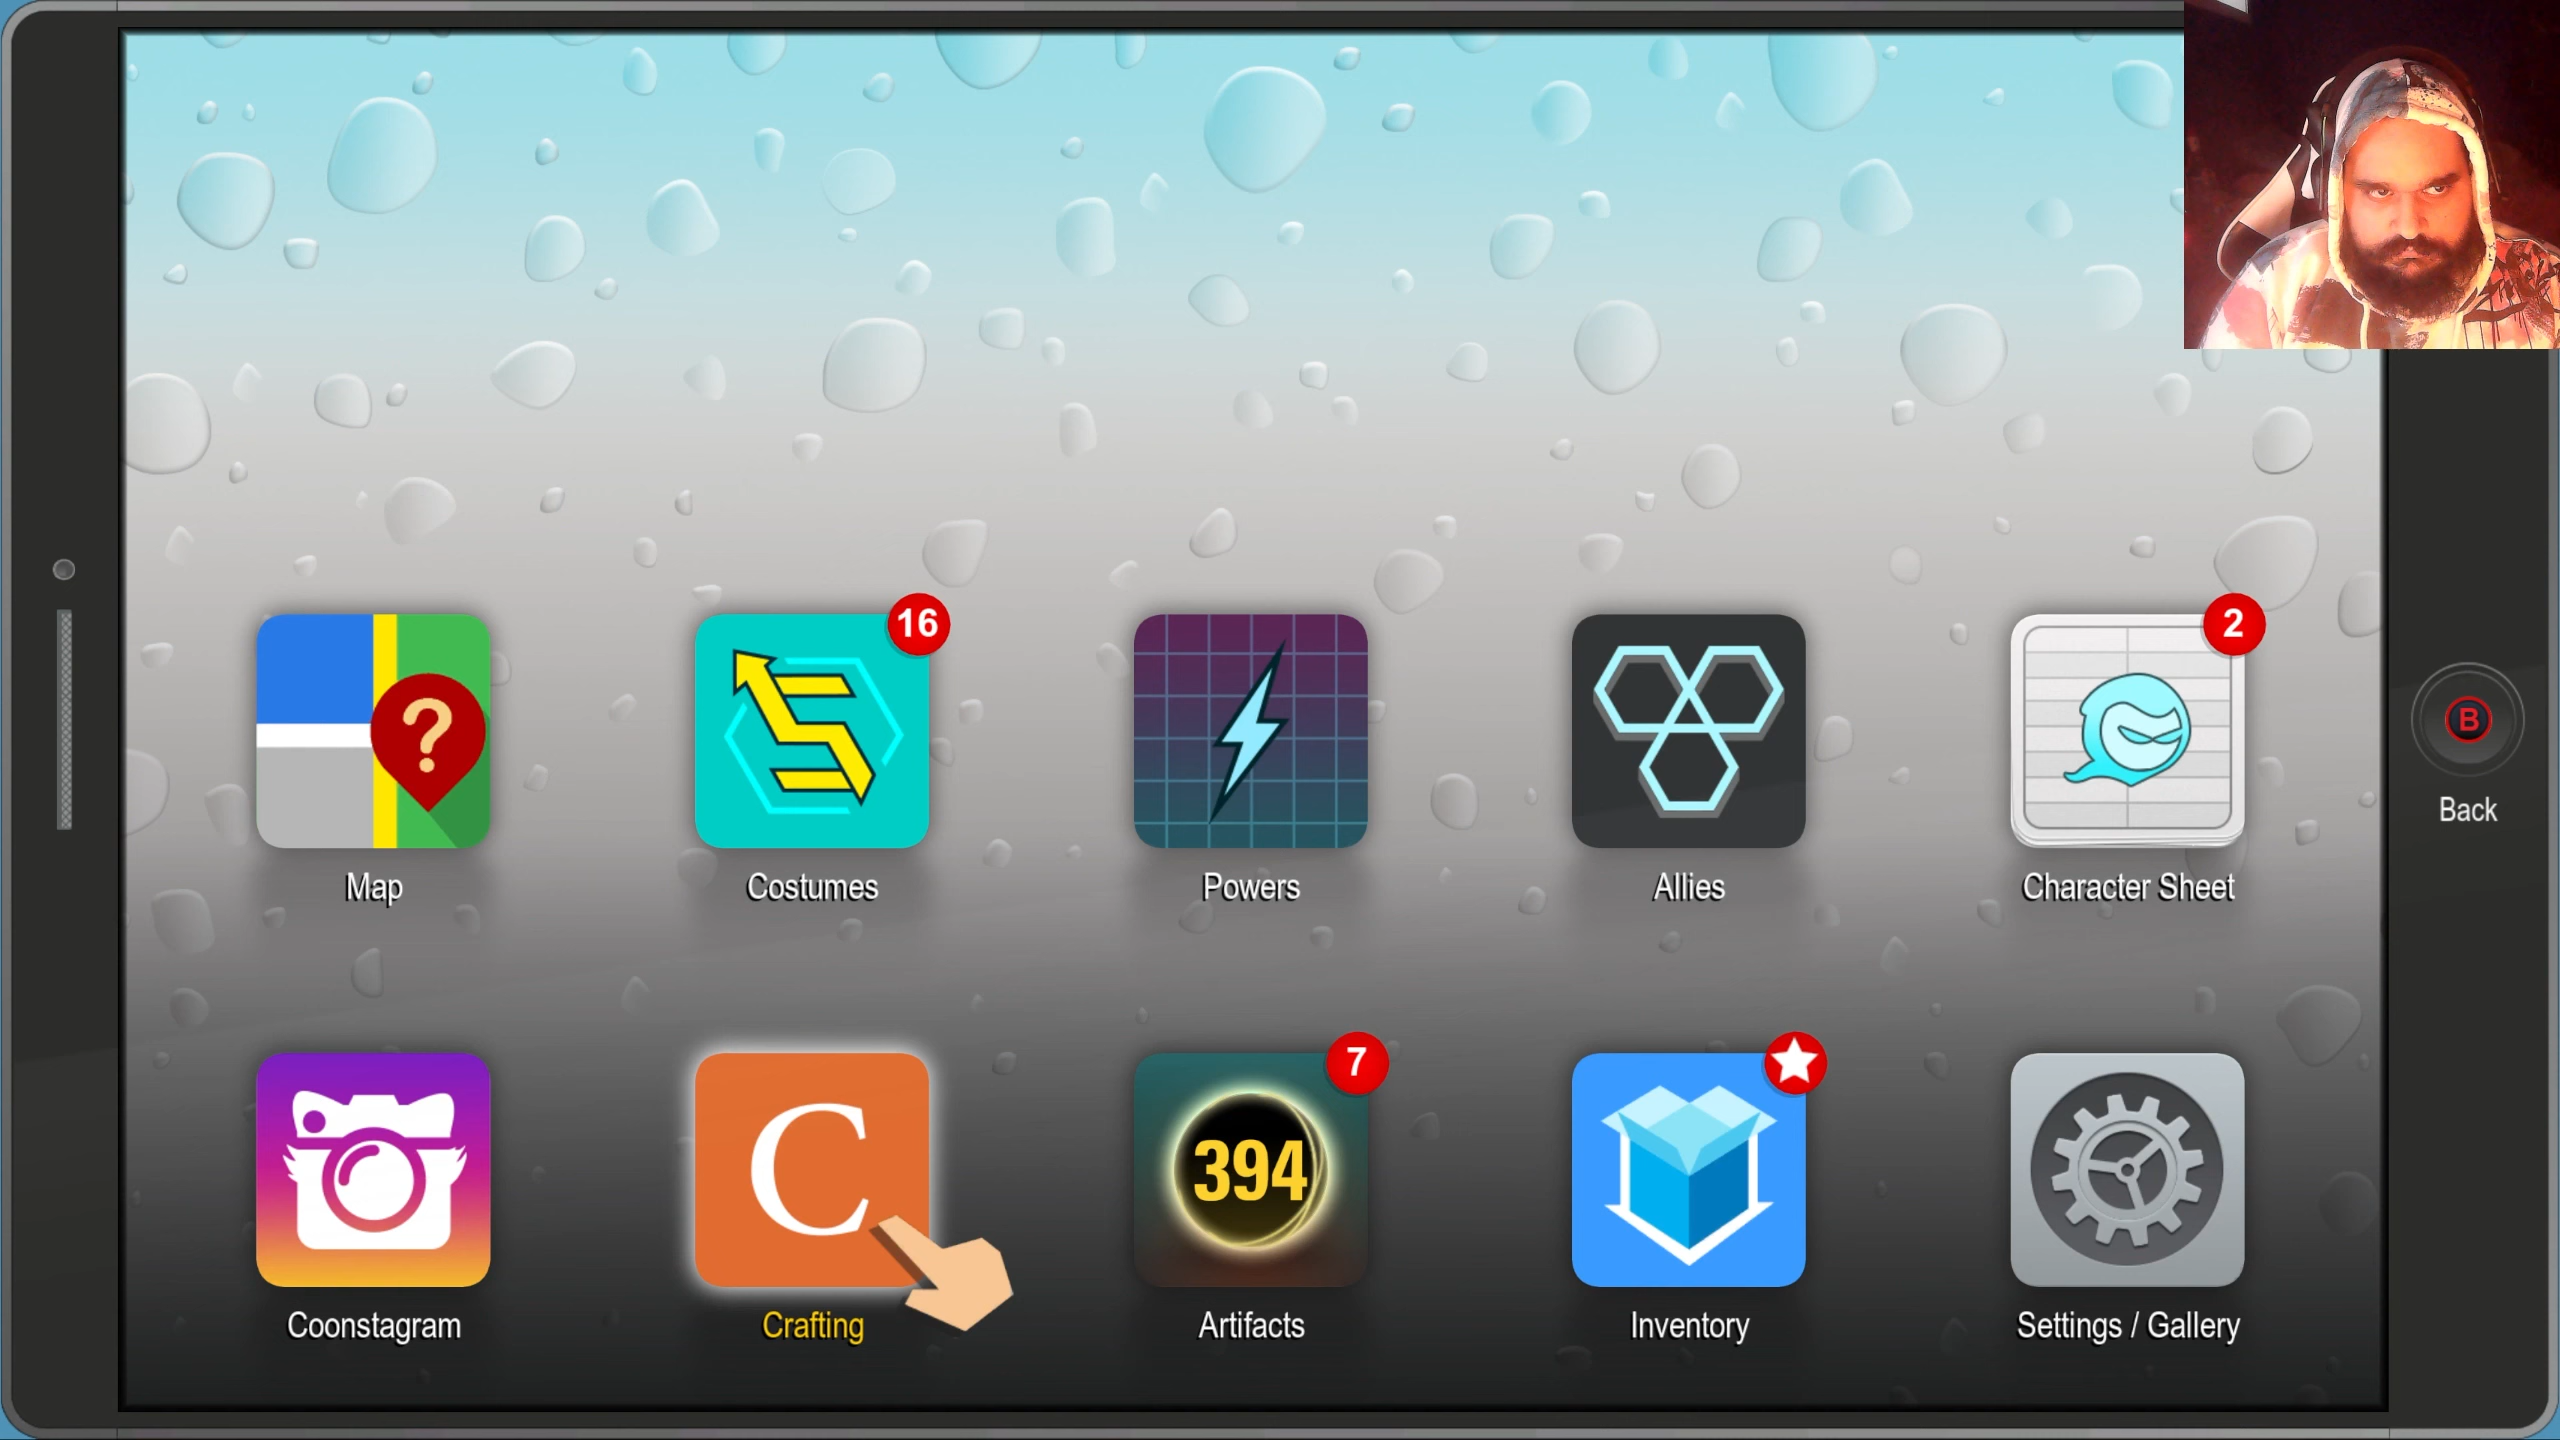 16
2
?
Map
Costumes
Powers
Allies
Character Sheet
B
Back
7
C
394
Coonstagram
Crafting
Artifacts
Inventory
Settings / Gallery